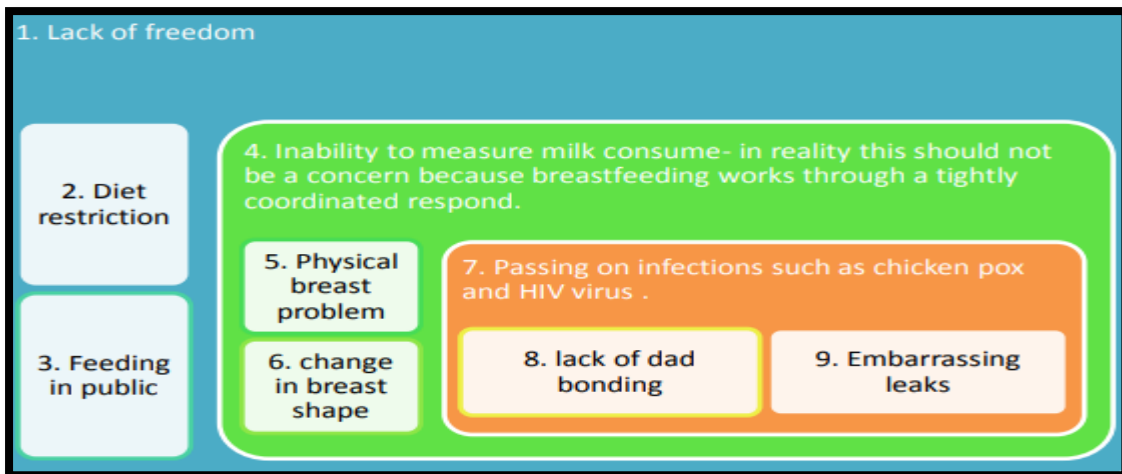 1. Lack of freedom
2. Diet
restriction
3. Feeding
in public
4. Inability to measure milk consume- in reality this should not
be a concern because breastfeeding works through a tightly
coordinated respond.
5. Physical
breast
problem
6. change
in breast
shape
7. Passing on infections such as chicken pox
and HIV virus .
8. lack of dad
bonding
9. Embarrassing
leaks